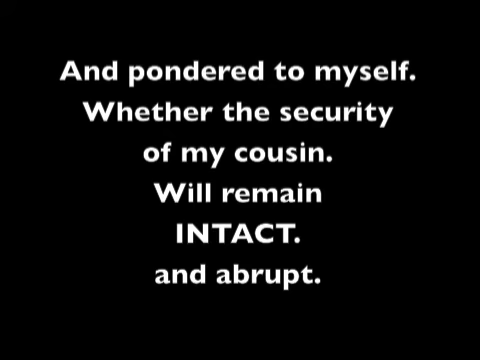 And pondered to myself.
Whether the security
of my cousin.
Will remain
INTACT.
and abrupt.